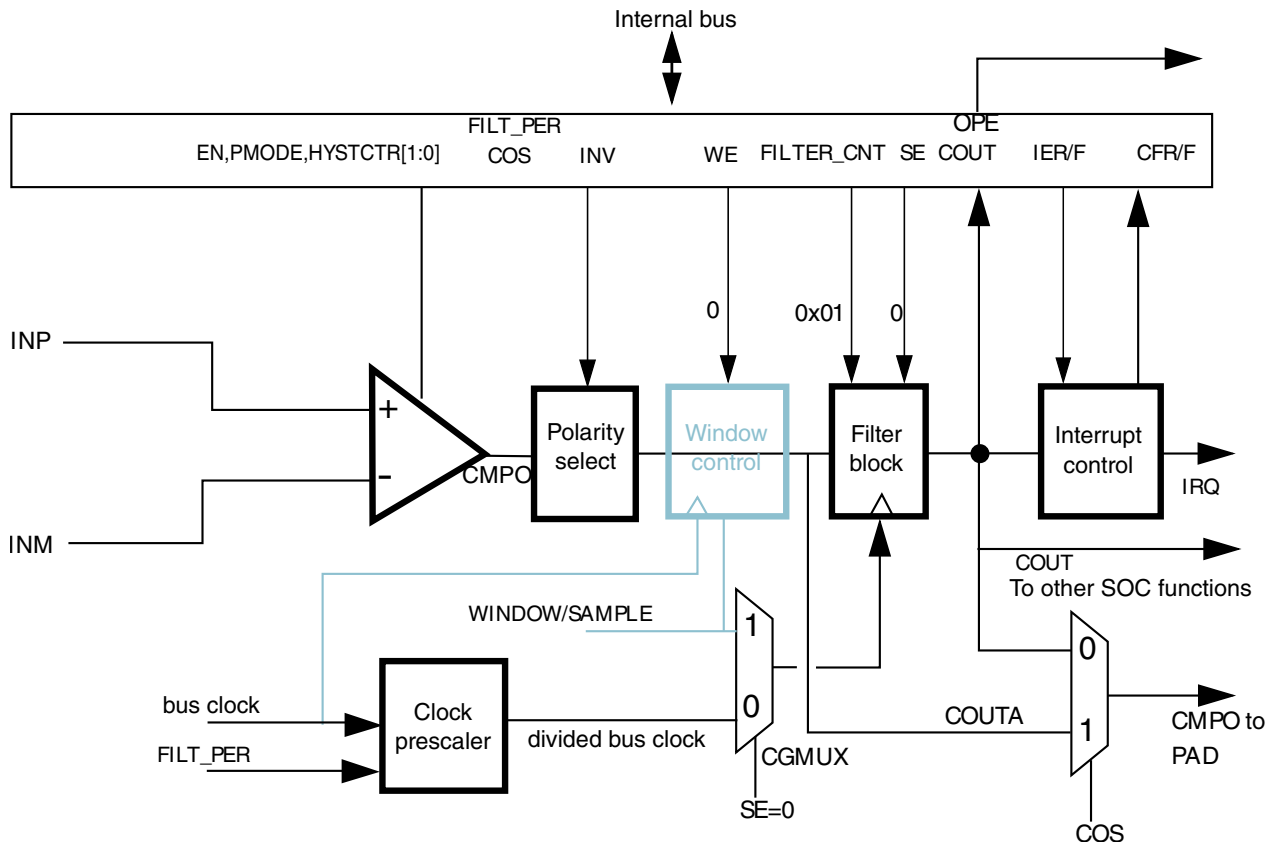 Internal bus
FILT_PER
OPE
EN,PMODE,HYSTCTR[1:0]
COS
INV
WE
FILTER_CNT
SE
COUT
IER/F
CFR/F
0
0x01
0
INP
+
-
INM
CMPO
Polarity
select
Window
control
Filter
block
Interrupt
control
IRQ
COUT
To other SOC functions
WINDOW/SAMPLE
1
0
bus clock
FILT_PER
Clock
prescaler
divided bus clock
CGMUX
SE=0
COUTA
0
1
CMPO to
PAD
COS